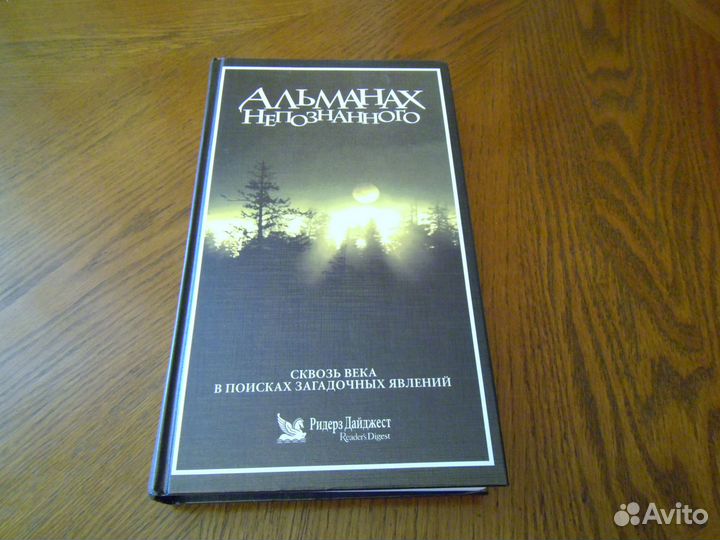 АЛЬМАНАХ
НЕПОЗНАННОГО
СКВОЗЬ ВЕКА
В ПОИСКАХ ЗАГАДОЧНЫХ ЯВЛЕНИЙ
Ридерз Дайджест
Reader's Digest
Avito